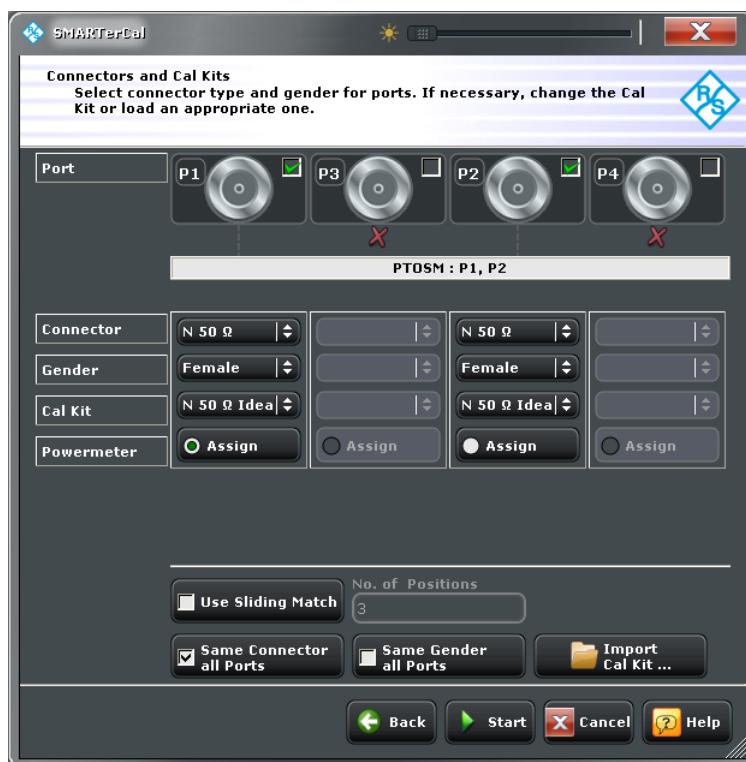 SMARTerCal
X
Connectors and Cal Kits
Select connector type and gender for ports. If necessary, change the Cal
Kit or load an appropriate one.
R/S
Port
P1
P3
P2
P4
PTOSM : P1, P2
Connector
N 50 Ω
N 50 Ω
Gender
Female
Female
Cal Kit
N 50 Ω Idea
N 50 Ω Idea
Powermeter
Assign
Assign
Assign
Assign
No. of Positions
Use Sliding Match
3
Same Connector
all Ports
Same Gender
all Ports
Import
Cal Kit ...
Back
Start
X Cancel
? Help